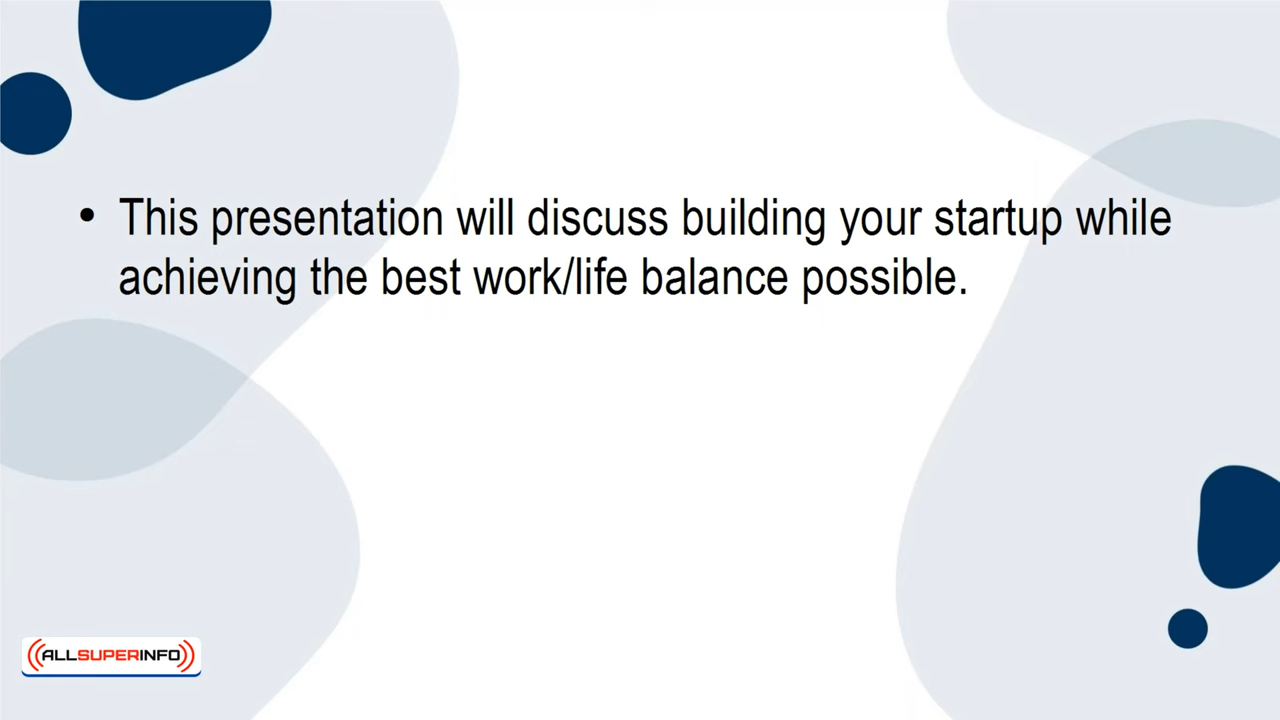 • This presentation will discuss building your startup while
achieving the best work/life balance possible.
ALLSUPERINFO